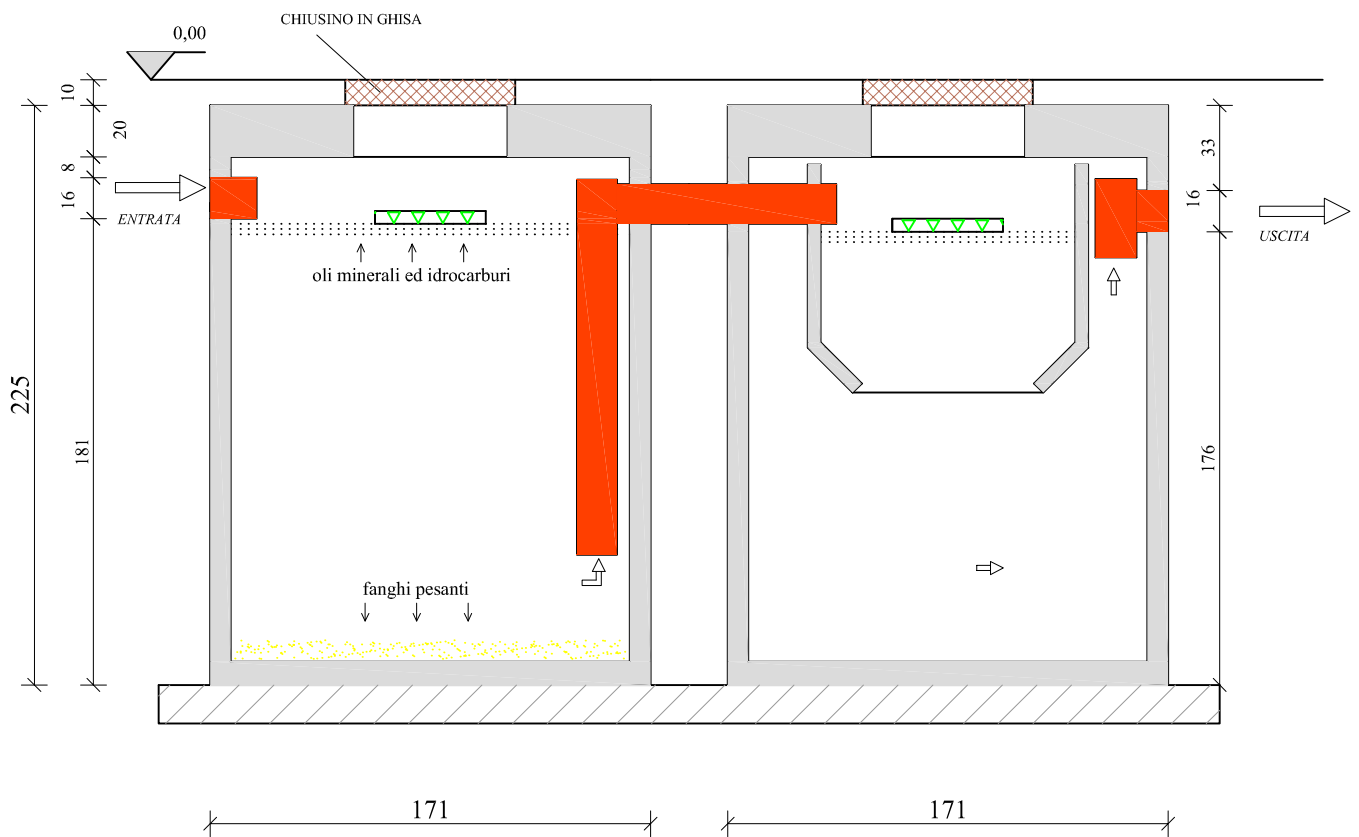 CHIUSINO IN GHISA
0,00
10
20
8
16
ENTRATA
225
181
oli minerali ed idrocarburi
fanghi pesanti
33
16
USCITA
176
171
171